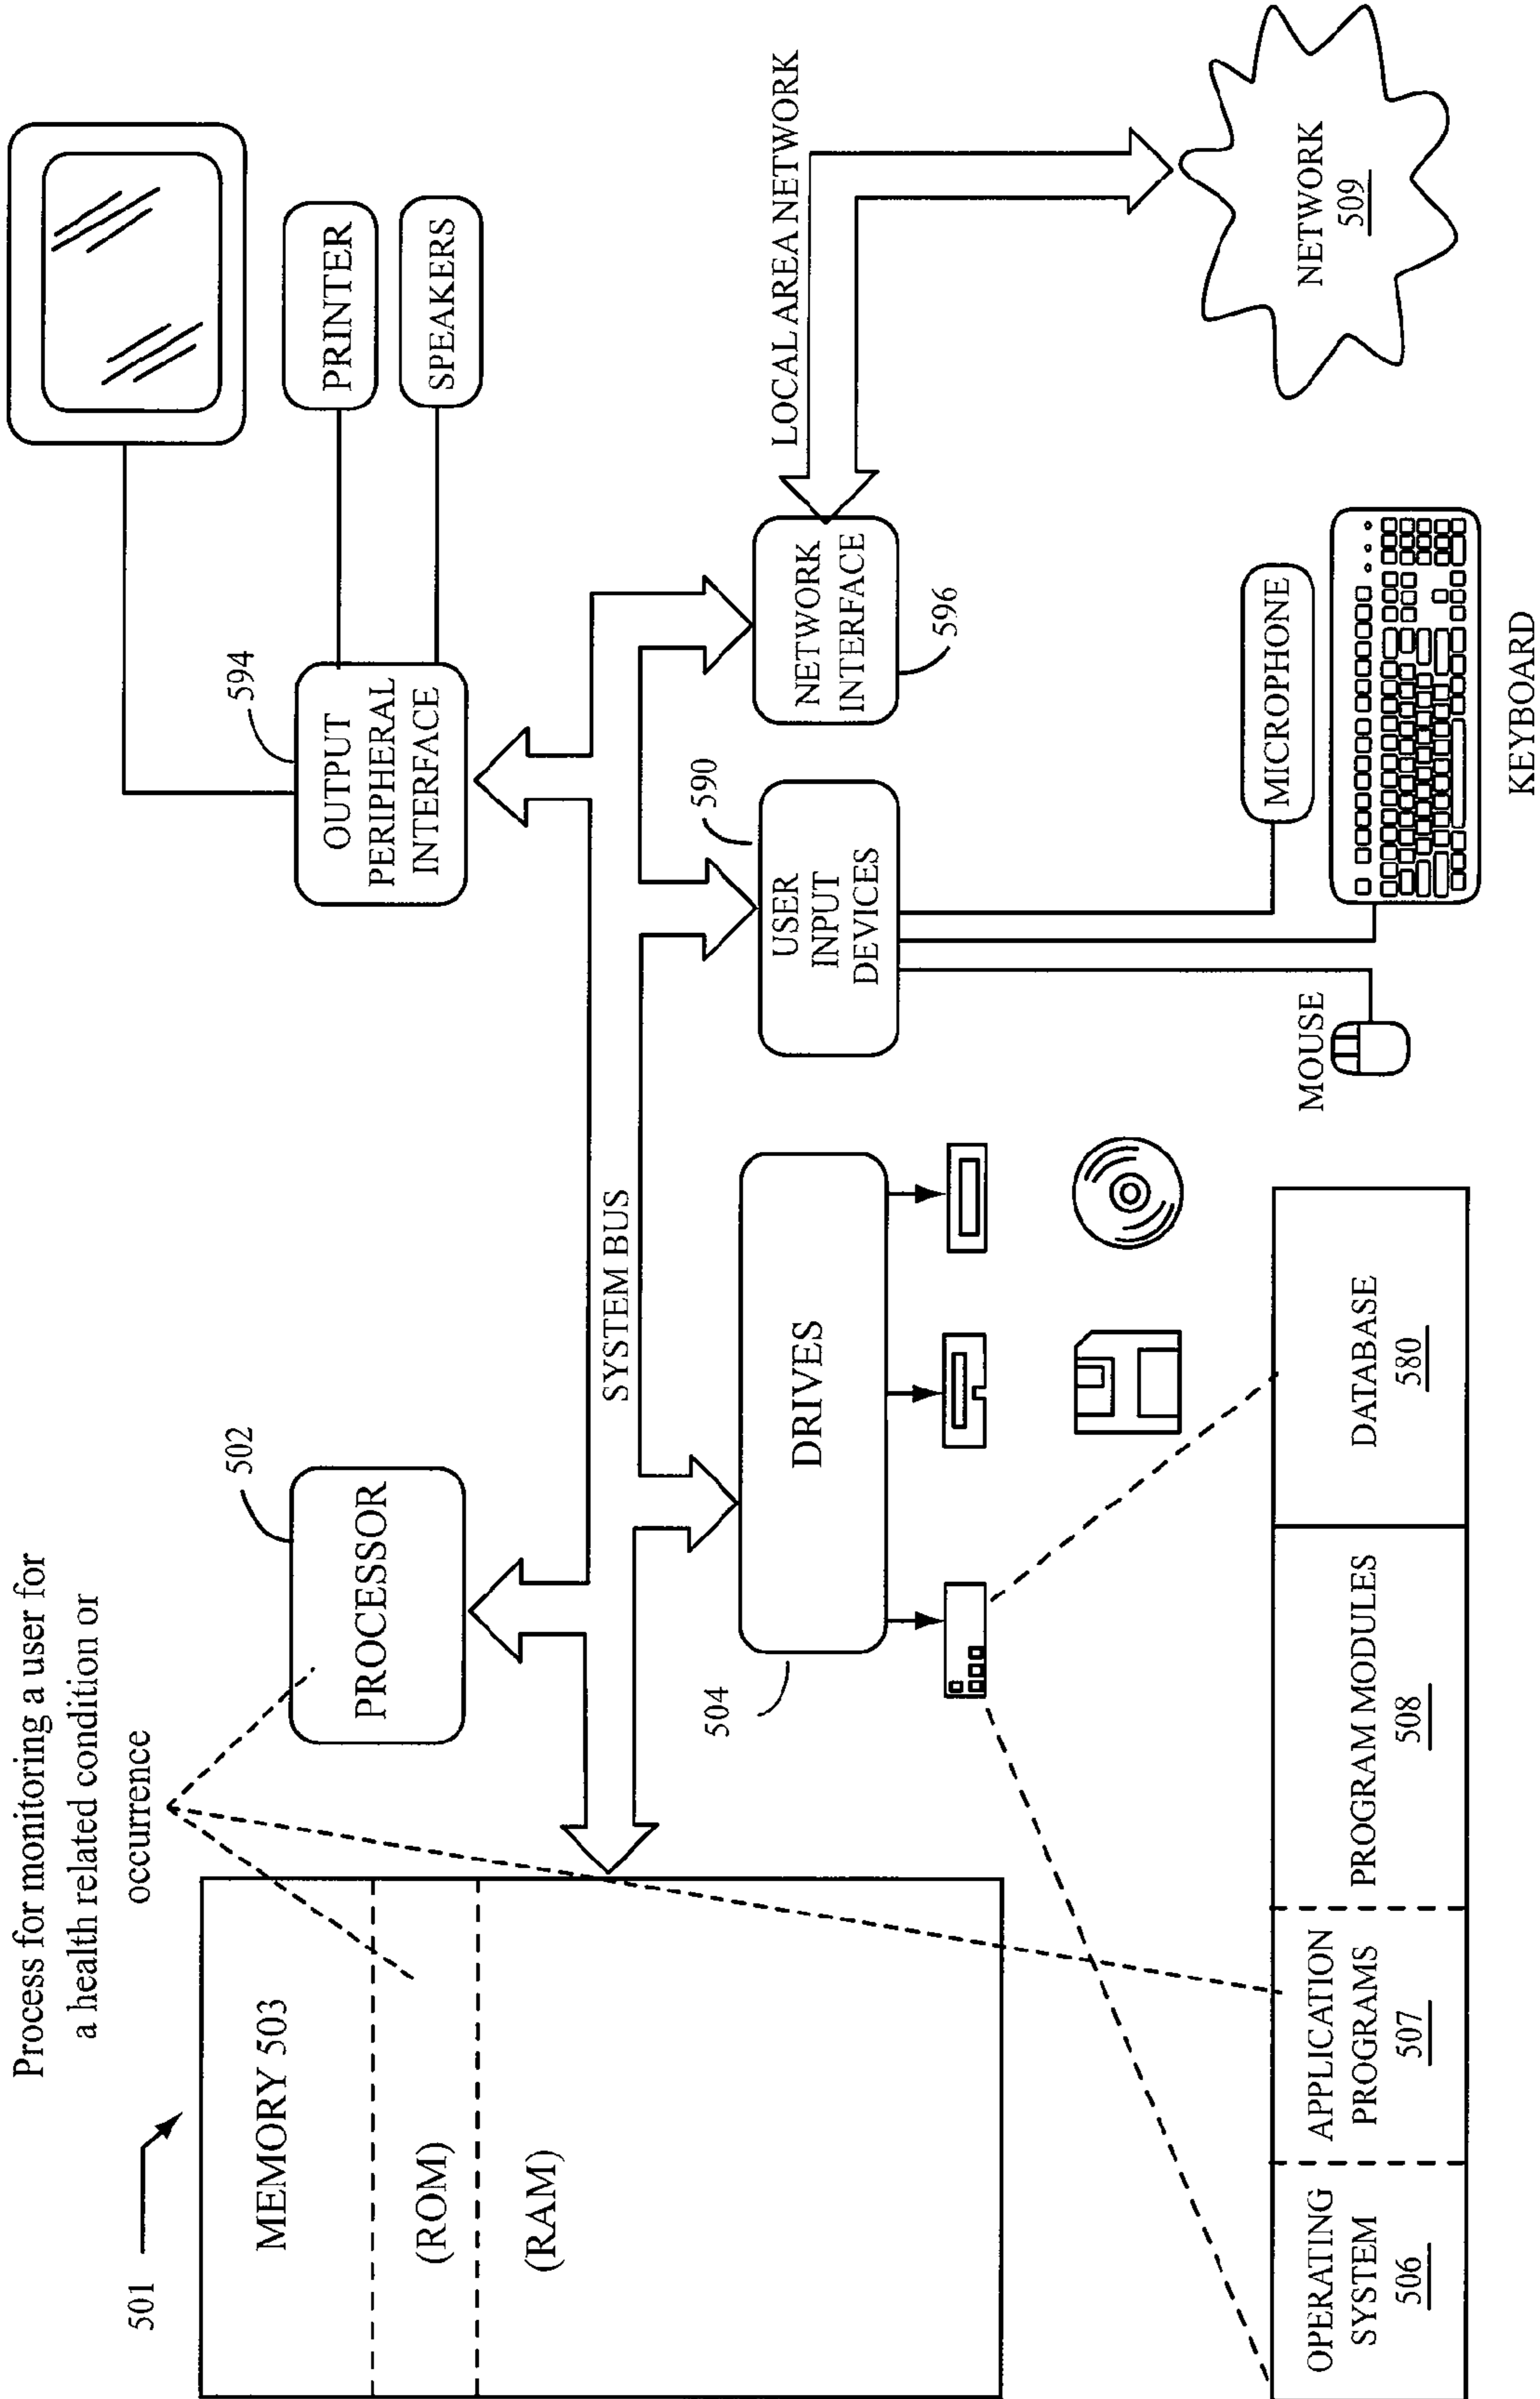 Process for monitoring a user for
a health related condition or
occurrence
501
MEMORY 503
(ROM)
(RAM)
502
PROCESSOR
594
OUTPUT
PERIPHERAL
INTERFACE
PRINTER
SPEAKERS
SYSTEM BUS
LOCAL AREA NETWORK
504
DRIVES
590
USER
INPUT
DEVICES
NETWORK
INTERFACE
596
MOUSE
MICROPHONE
KEYBOARD
NETWORK
509
OPERATING
SYSTEM
506
APPLICATION
PROGRAMS
507
PROGRAM MODULES
508
DATABASE
580